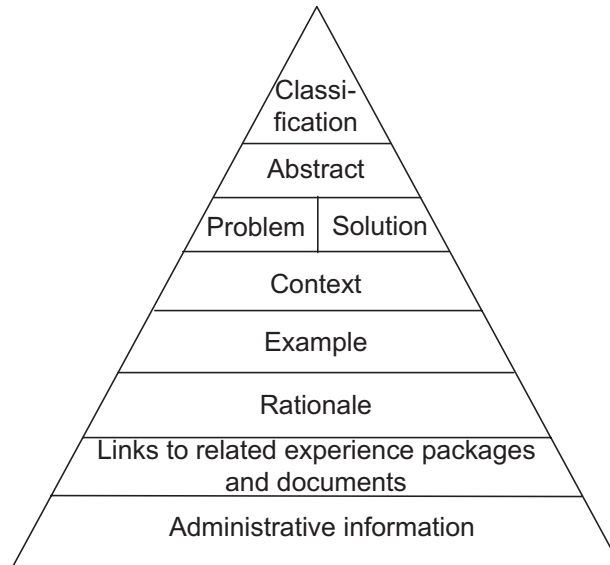 Classi-
fication
Abstract
Problem Solution
Context
Example
Rationale
Links to related experience packages
and documents
Administrative information